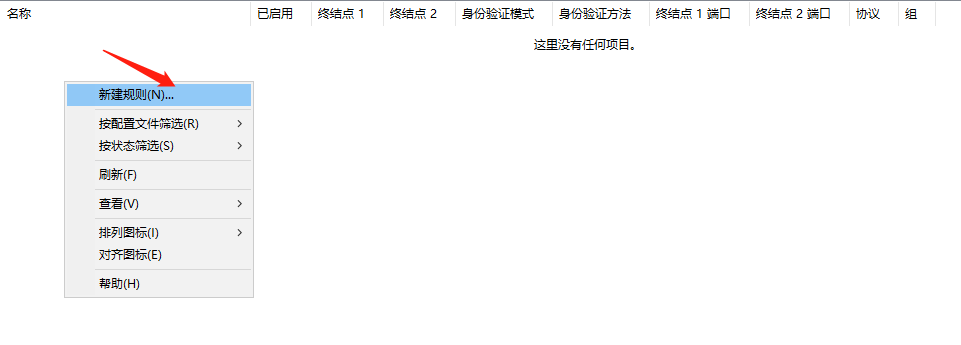 名称 已启用 终结点 1 终结点 2 身份验证模式 身份验证方法 终结点 1 端口 终结点 2 端口 协议 组
这里没有任何项目。
新建规则(N)...
按配置文件筛选(R)
按状态筛选(S)
刷新(F)
查看(V)
排列图标(I)
对齐图标(E)
帮助(H)